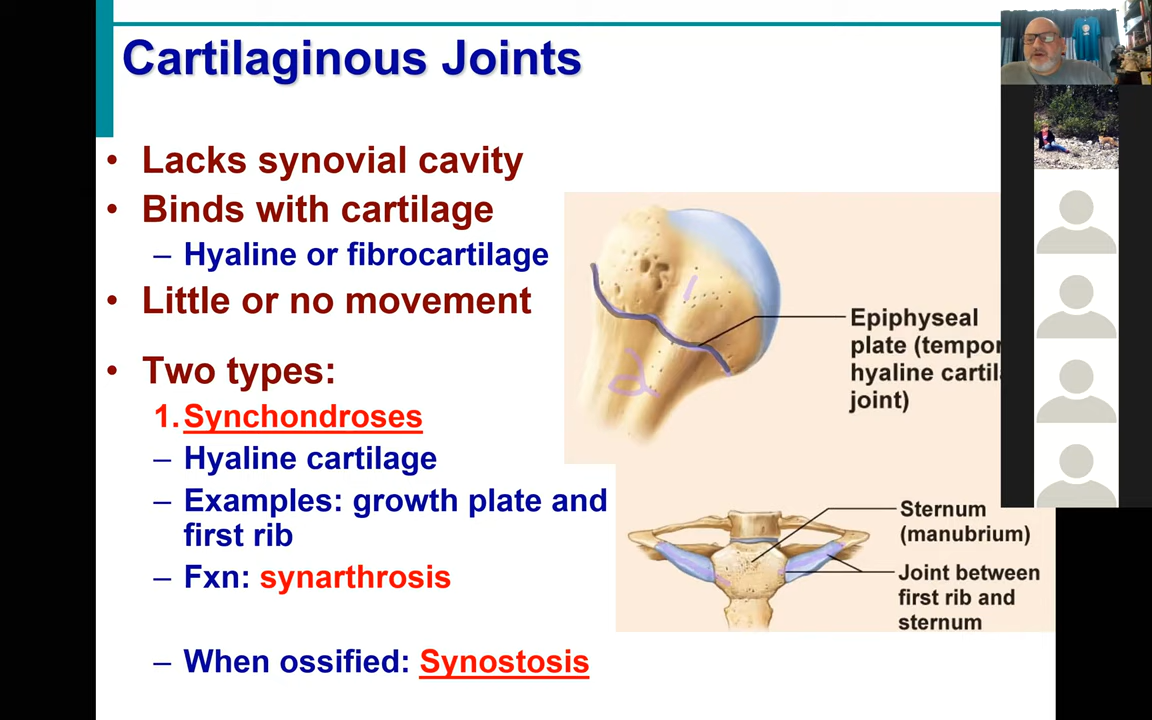 Cartilaginous Joints
• Lacks synovial cavity
• Binds with cartilage
– Hyaline or fibrocartilage
• Little or no movement
• Two types:
1. Synchondroses
– Hyaline cartilage
– Examples: growth plate and
first rib
– Fxn: synarthrosis
– When ossified: Synostosis
1
2
Epiphyseal
plate (tempor
hyaline cartil
joint)
Sternum
(manubrium)
Joint between
first rib and
sternum